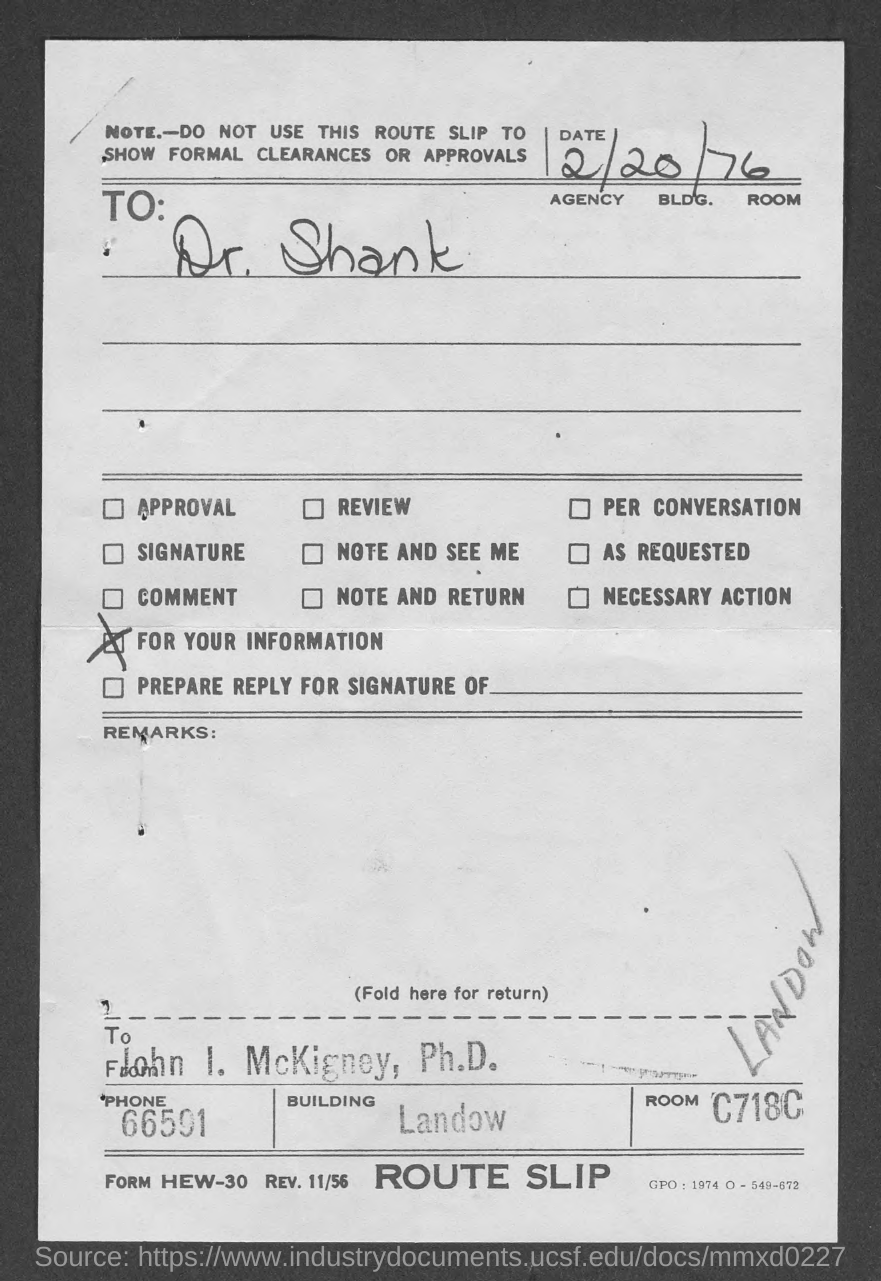 NOTE.—DO NOT USE THIS ROUTE SLIP TO
SHOW FORMAL CLEARANCES OR APPROVALS
DATE
2/20/76
TO:
AGENCY BLDG. ROOM
Dr. Shank
APPROVAL REVIEW PER CONVERSATION
SIGNATURE NOTE AND SEE ME AS REQUESTED
COMMENT NOTE AND RETURN NECESSARY ACTION
FOR YOUR INFORMATION
PREPARE REPLY FOR SIGNATURE OF
REMARKS:
LANDOW
(Fold here for return)
To
From
John I. McKigney, Ph.D.
PHONE BUILDING ROOM
66591 Landow C718C
FORM HEW-30 REV. 11/56 ROUTE SLIP GPO : 1974 O - 549-672
Source: https://www.industrydocuments.ucsf.edu/docs/mmxd0227